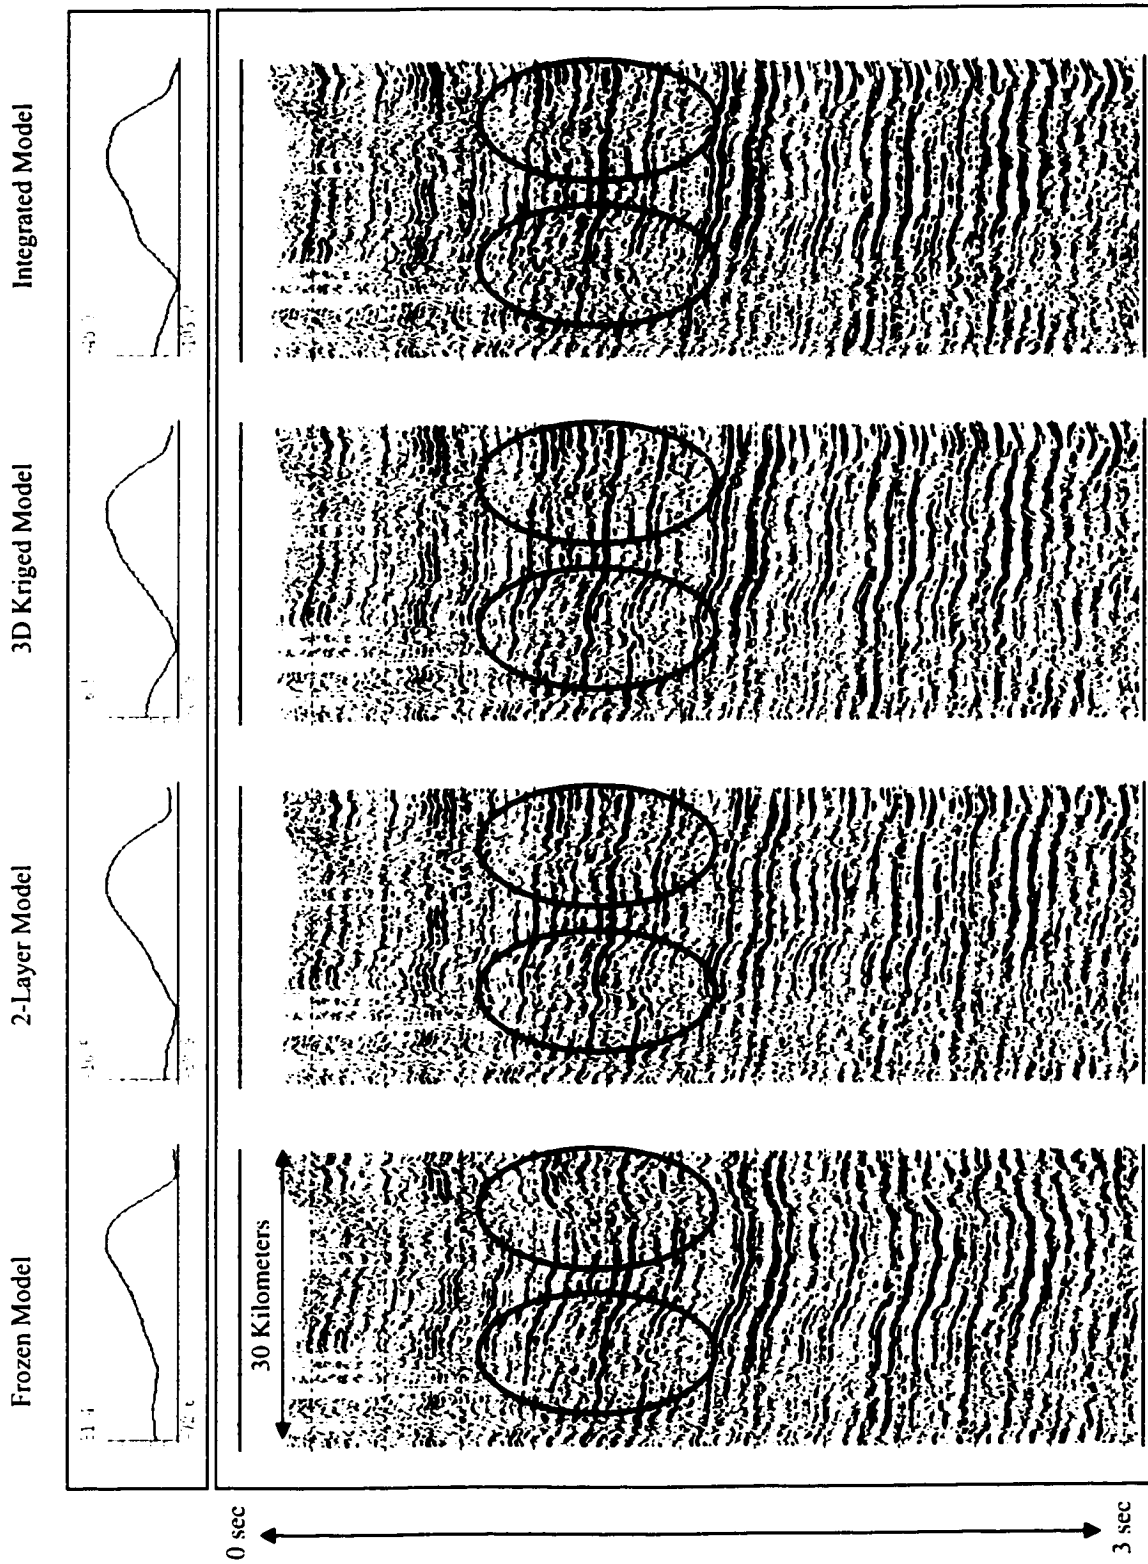 Frozen Model
2-Layer Model
3D Kriged Model
Integrated Model
0 sec
30 Kilometers
3 sec